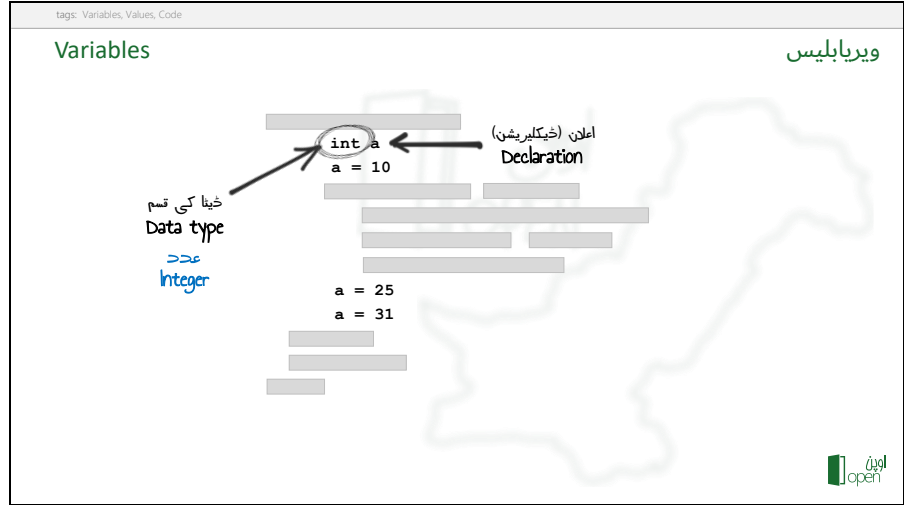 tags: Variables, Values, Code
Variables
ویریابلیس
int a
a = 10
اعلان (ڈیکلیریشن)
Declaration
ڈیٹا کی قسم
Data type
عدد
Integer
a = 25
a = 31
اوپن
open